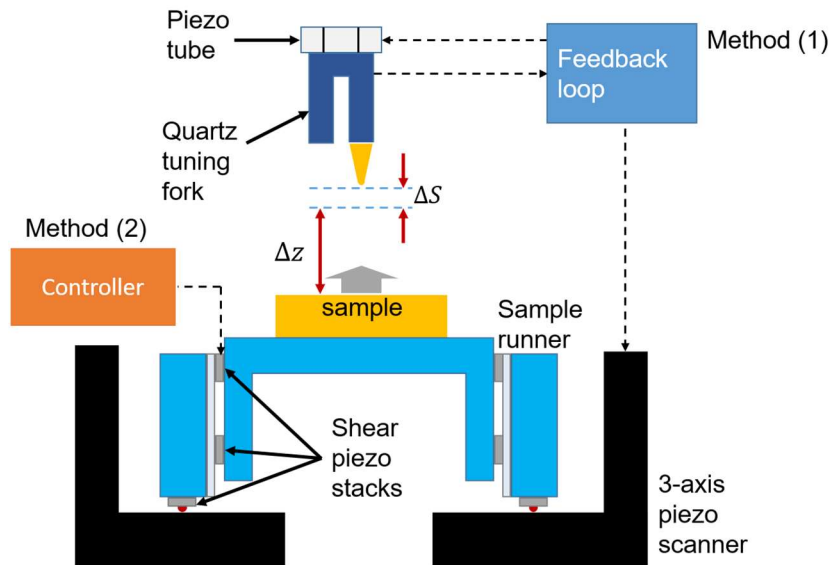 Piezo
tube
Feedback
loop
Method (1)
Quartz
tuning
fork
ΔS
Method (2)
Δz
Controller
sample
Sample
runner
Shear
piezo
stacks
3-axis
piezo
scanner